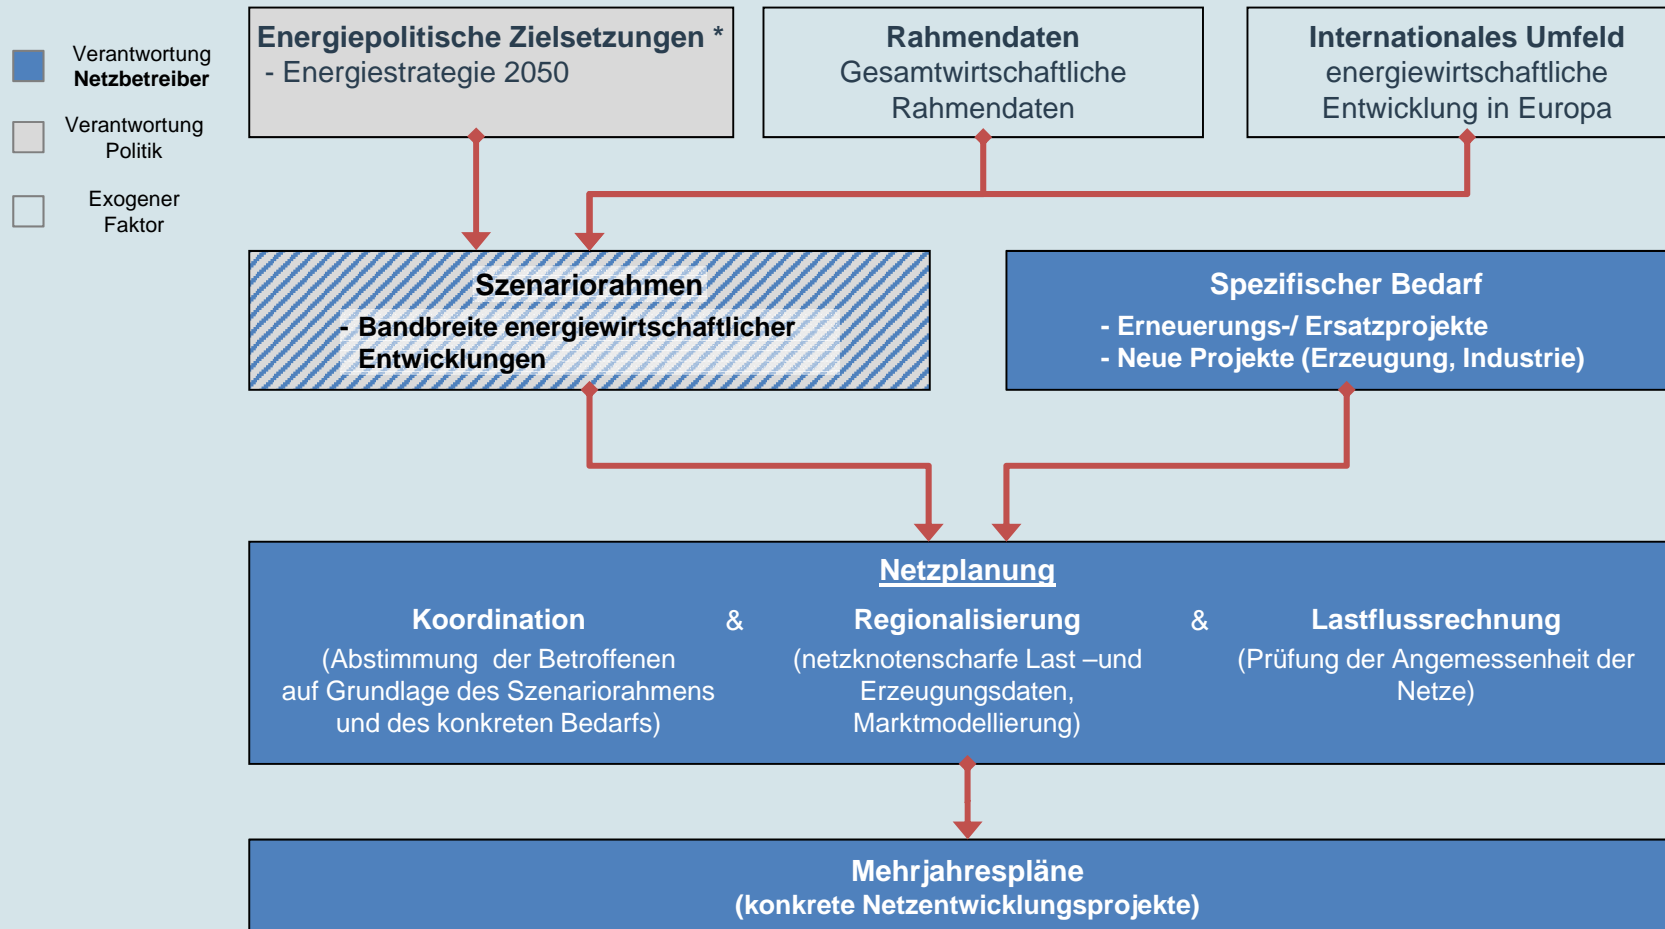 Verantwortung
Netzbetreiber
Verantwortung
Politik
Exogener
Faktor
Energiepolitische Zielsetzungen *
- Energiestrategie 2050
Rahmendaten
Gesamtwirtschaftliche
Rahmendaten
Internationales Umfeld
energiewirtschaftliche
Entwicklung in Europa
Szenariorahmen
- Bandbreite energiewirtschaftlicher
Entwicklungen
Spezifischer Bedarf
- Erneuerungs-/ Ersatzprojekte
- Neue Projekte (Erzeugung, Industrie)
Netzplanung
Koordination & Regionalisierung & Lastflussrechnung
(Abstimmung der Betroffenen
auf Grundlage des Szenariorahmens
und des konkreten Bedarfs)
(netzknotenscharfe Last –und
Erzeugungsdaten,
Marktmodellierung)
(Prüfung der Angemessenheit der
Netze)
Mehrjahrespläne
(konkrete Netzentwicklungsprojekte)